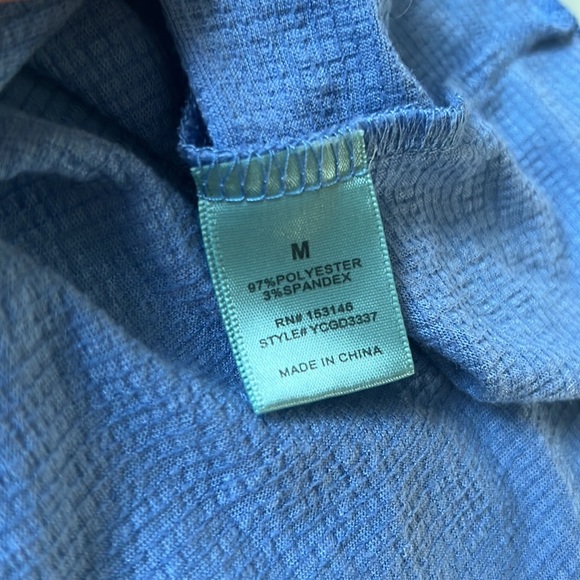 M
97%POLYESTER
3%SPANDEX
RN# 153146
STYLE# YCGD3337
MADE IN CHINA